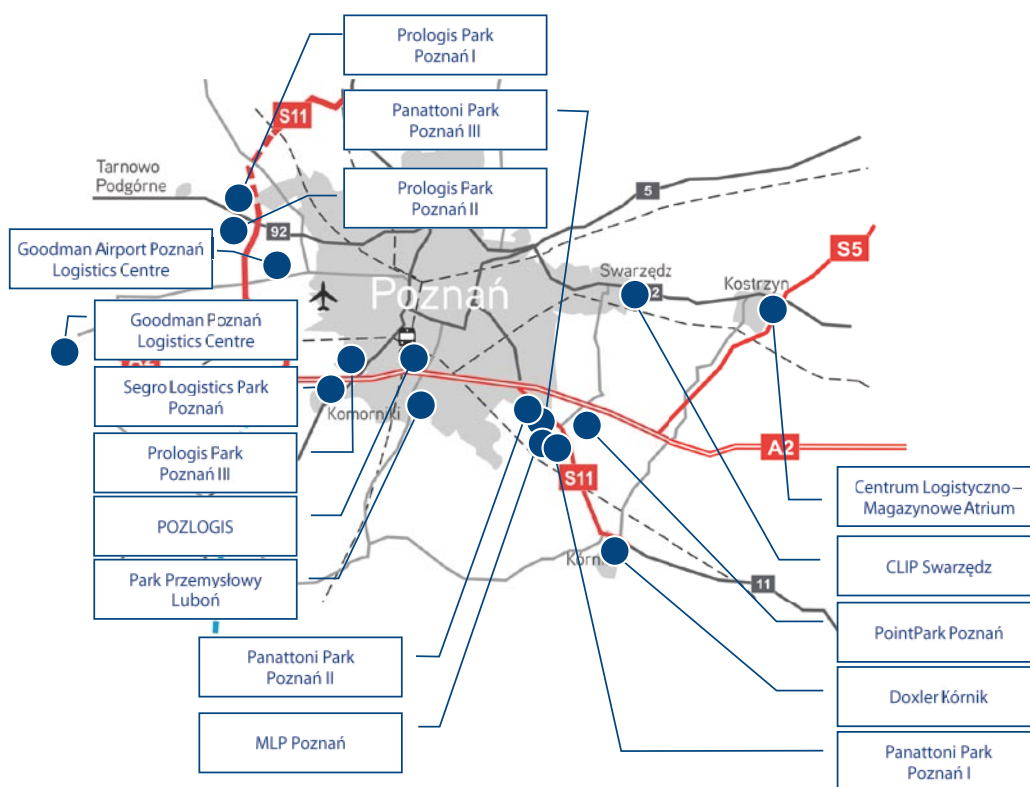 Prologis Park
Poznań I
S11
Panattoni Park
Poznań III
Tarnowo
Podgórne
Prologis Park
Poznań II
5
92
Goodman Airport Poznań
Logistics Centre
S5
Swarzędz
Kostrzyn
2
Poznań
Goodman Poznań
Logistics Centre
Segro Logistics Park
Poznań
Komorniki
A2
Prologis Park
Poznań III
S11
Centrum Logistyczno –
Magazynowe Atrium
POZLOGIS
CLIP Swarzędz
Park Przemysłowy
Luboń
11
PointPark Poznań
Panattoni Park
Poznań II
Doxler Kórnik
MLP Poznań
Panattoni Park
Poznań I